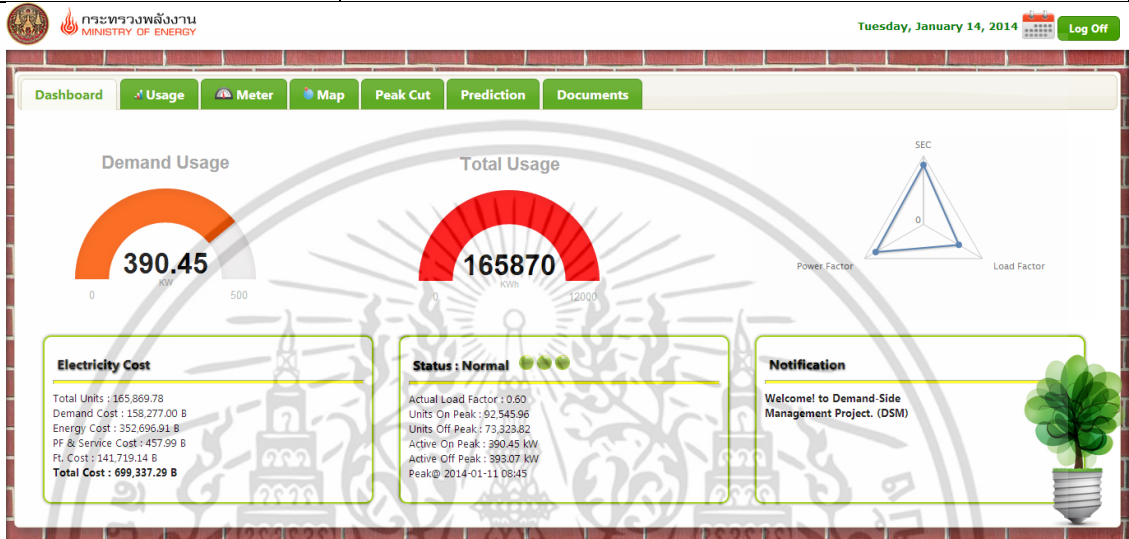 กระทรวงพลังงาน
MINISTRY OF ENERGY
Tuesday, January 14, 2014
Log Off
Dashboard
Usage
Meter
Map
Peak Cut
Prediction
Documents
Demand Usage
390.45
KW
0
500
Total Usage
165870
KWh
0
12000
SEC
0
Power Factor
Load Factor
Electricity Cost
Total Units : 165,869.78
Demand Cost : 158,277.00 B
Energy Cost : 352,696.91 B
PF & Service Cost : 457.99 B
Ft. Cost : 141,719.14 B
Total Cost : 699,337.29 B
Status : Normal
Actual Load Factor : 0.60
Units On Peak : 92,545.96
Units Off Peak : 73,323.82
Active On Peak : 390.45 kW
Active Off Peak : 393.07 kW
Peak@ 2014-01-11 08:45
Notification
Welcome! to Demand-Side
Management Project. (DSM)